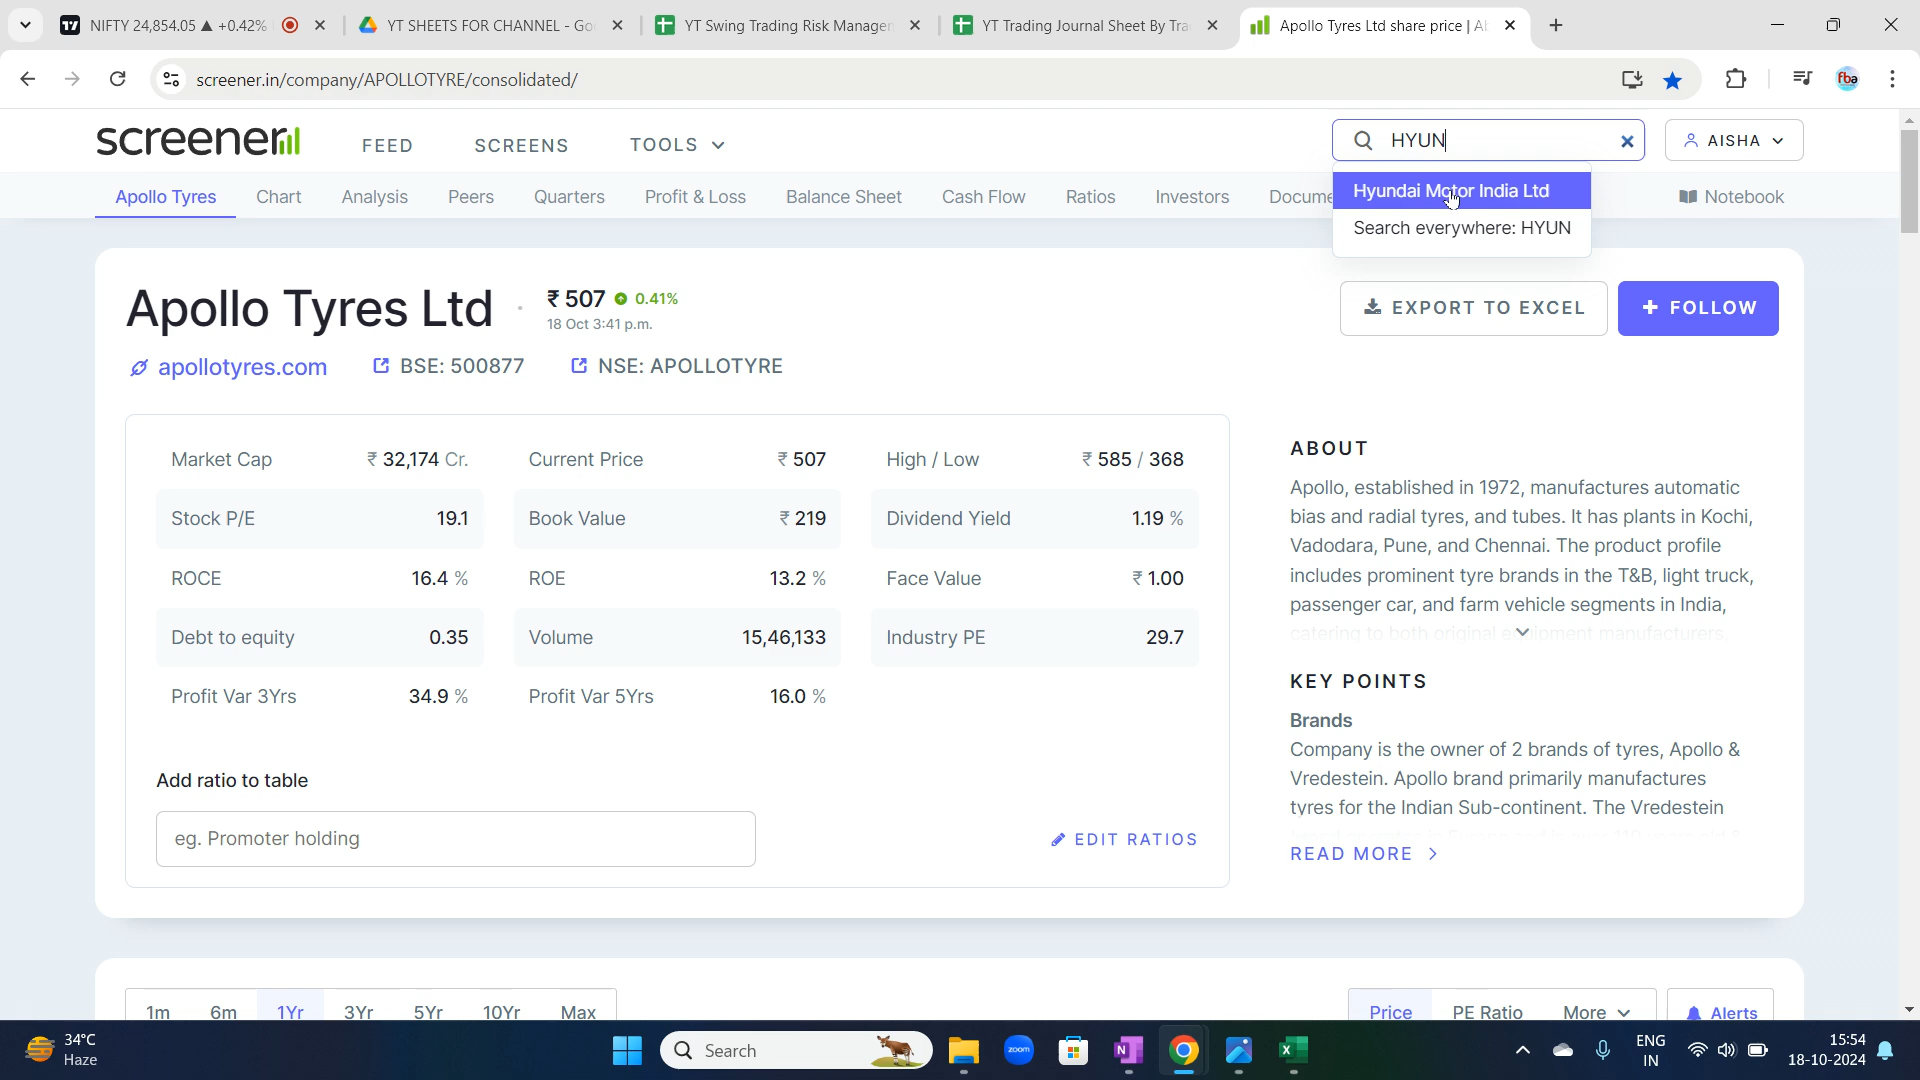 NIFTY 24,854.05 ▲ +0.42%
YT SHEETS FOR CHANNEL - Go
YT Swing Trading Risk Managem
YT Trading Journal Sheet By Tra
Apollo Tyres Ltd share price | Ab
screener.in/company/APOLLOTYRE/consolidated/
fba
screener
FEED
SCREENS
TOOLS
HYUN
AISHA
Apollo Tyres
Chart
Analysis
Peers
Quarters
Profit & Loss
Balance Sheet
Cash Flow
Ratios
Investors
Docume
Hyundai Motor India Ltd
Notebook
Search everywhere: HYUN
Apollo Tyres Ltd
₹ 507 0.41%
18 Oct 3:41 p.m.
EXPORT TO EXCEL
+ FOLLOW
apollotyres.com
BSE: 500877
NSE: APOLLOTYRE
Market Cap ₹ 32,174 Cr.
Current Price ₹ 507
High / Low ₹ 585 / 368
Stock P/E 19.1
Book Value ₹ 219
Dividend Yield 1.19 %
ROCE 16.4 %
ROE 13.2 %
Face Value ₹ 1.00
Debt to equity 0.35
Volume 15,46,133
Industry PE 29.7
Profit Var 3Yrs 34.9 %
Profit Var 5Yrs 16.0 %
Add ratio to table
eg. Promoter holding
EDIT RATIOS
ABOUT
Apollo, established in 1972, manufactures automatic
bias and radial tyres, and tubes. It has plants in Kochi,
Vadodara, Pune, and Chennai. The product profile
includes prominent tyre brands in the T&B, light truck,
passenger car, and farm vehicle segments in India,
catering to both original equipment manufacturers.
KEY POINTS
Brands
Company is the owner of 2 brands of tyres, Apollo &
Vredestein. Apollo brand primarily manufactures
tyres for the Indian Sub-continent. The Vredestein
READ MORE
1m
6m
1Yr
3Yr
5Yr
10Yr
Max
Price
PE Ratio
More
Alerts
34°C
Haze
Search
zoom
ENG
IN
15:54
18-10-2024